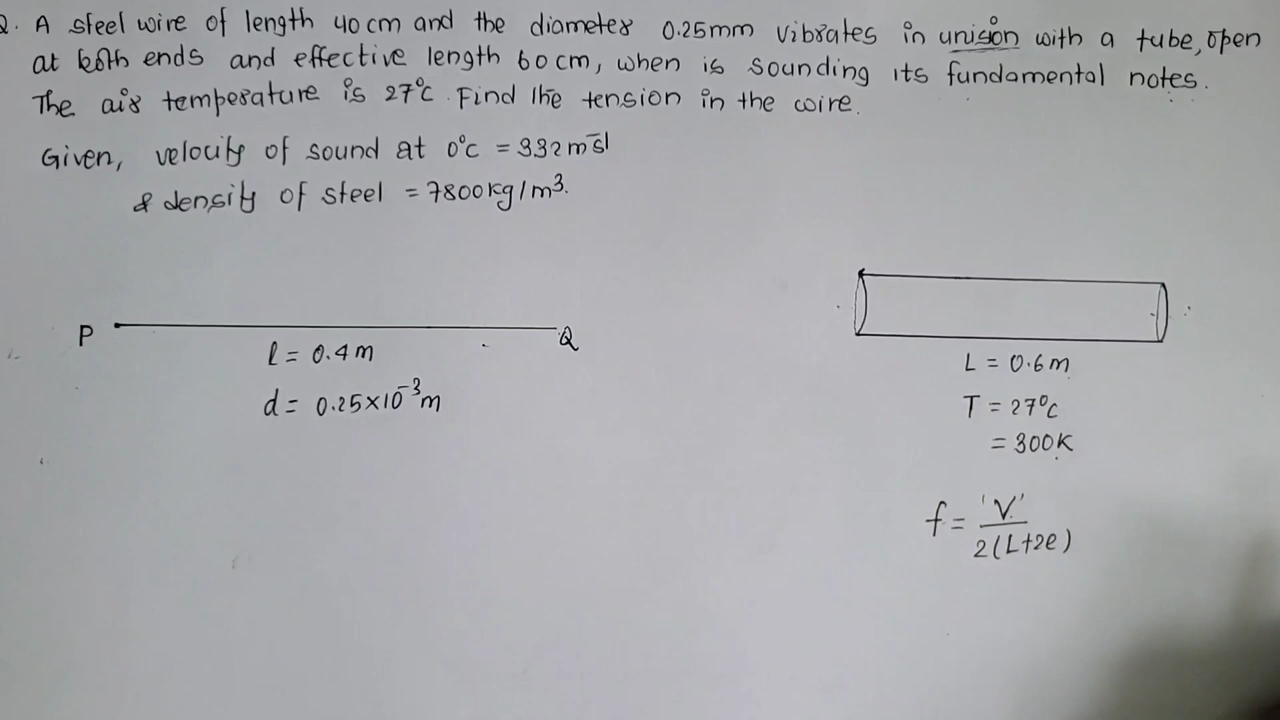 Q. A steel wire of length 40 cm and the diameter 0.25mm vibrates in unison with a tube, open
at both ends and effective length 60 cm, when is sounding its fundamental notes.
The air temperature is 27°C. Find the tension in the wire.
Given, velocity of sound at 0°C = 332 ms⁻¹
& density of steel = 7800 kg/m³.
P Q
l = 0.4 m
d = 0.25×10⁻³ m
L = 0.6 m
T = 27°C
= 300K
f = 'V' / 2(L+2e)